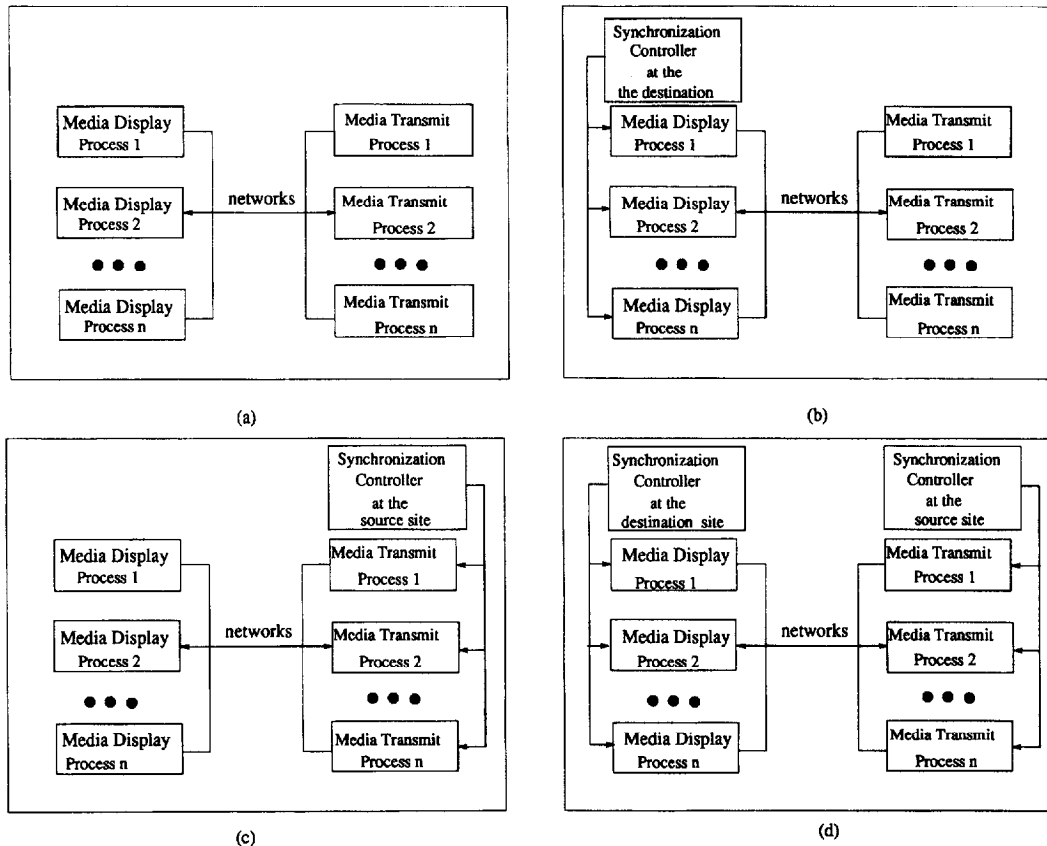 Media Display
Process 1
Media Display
Process 2
Media Display
Process n
networks
Media Transmit
Process 1
Media Transmit
Process 2
Media Transmit
Process n
(a)
Synchronization
Controller
at the
the destination
Media Display
Process 1
Media Display
Process 2
Media Display
Process n
networks
Media Transmit
Process 1
Media Transmit
Process 2
Media Transmit
Process n
(b)
Media Display
Process 1
Media Display
Process 2
Media Display
Process n
networks
Synchronization
Controller
at the
source site
Media Transmit
Process 1
Media Transmit
Process 2
Media Transmit
Process n
(c)
Synchronization
Controller
at the
destination site
Media Display
Process 1
Media Display
Process 2
Media Display
Process n
networks
Synchronization
Controller
at the
source site
Media Transmit
Process 1
Media Transmit
Process 2
Media Transmit
Process n
(d)